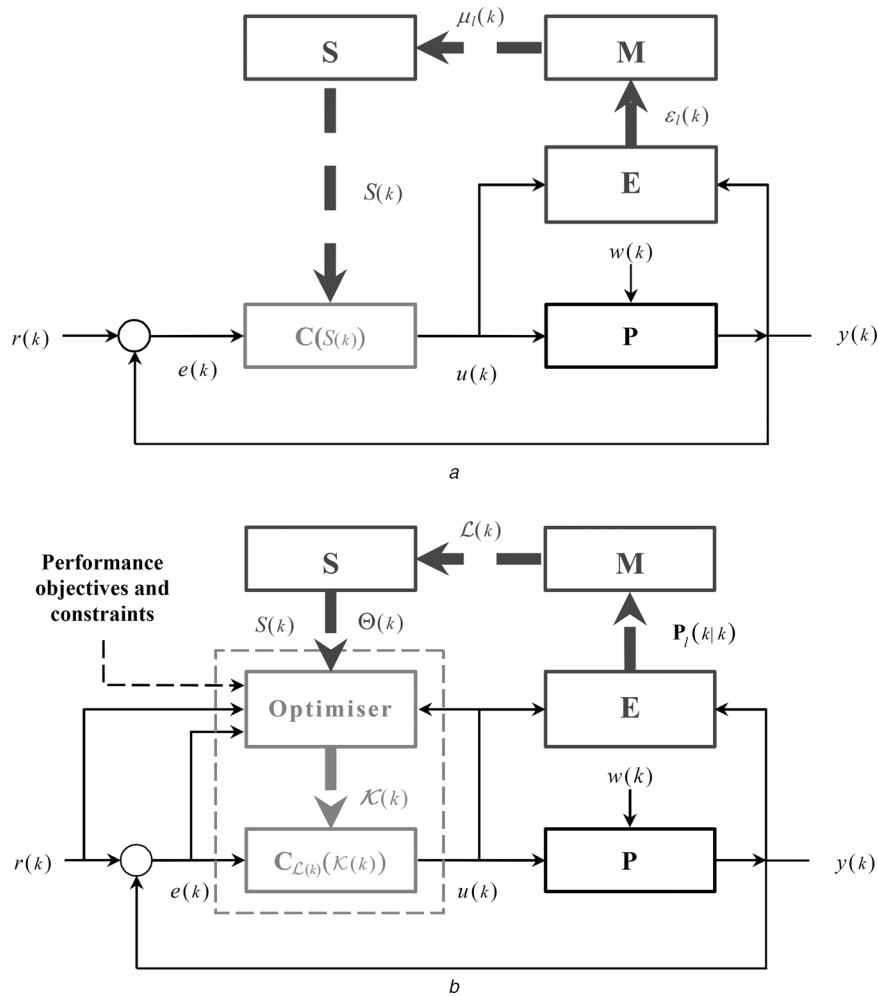 μ_l(k)
S
M
ε_l(k)
S(k)
E
w(k)
r(k)
C(S(k))
P
y(k)
e(k)
u(k)
a
ℒ(k)
S
M
Performance
objectives and
constraints
S(k)
Θ(k)
P_l(k|k)
Optimiser
E
w(k)
𝒦(k)
r(k)
C_ℒ(k)(𝒦(k))
P
y(k)
e(k)
u(k)
b